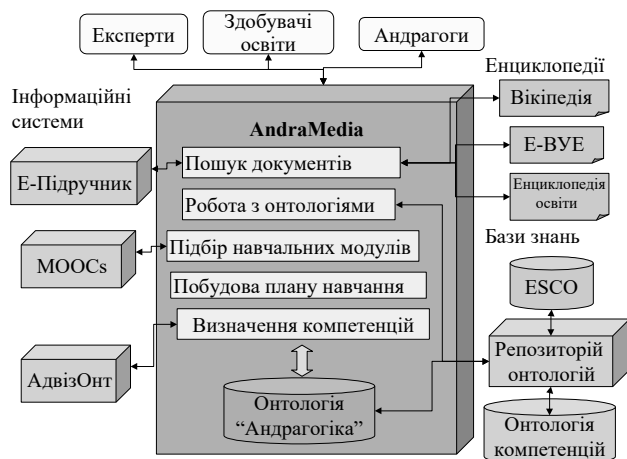 Експерти
Здобувачі
освіти
Андрагоги
Інформаційні
системи
Е-Підручник
MOOCs
АдвізОнт
AndraMedia
Пошук документів
Робота з онтологіями
Підбір навчальних модулів
Побудова плану навчання
Визначення компетенцій
Онтологія
“Андрагогіка”
Енциклопедії
Вікіпедія
Е-ВУЕ
Енциклопедія
освіти
Бази знань
ESCO
Репозиторій
онтологій
Онтологія
компетенцій